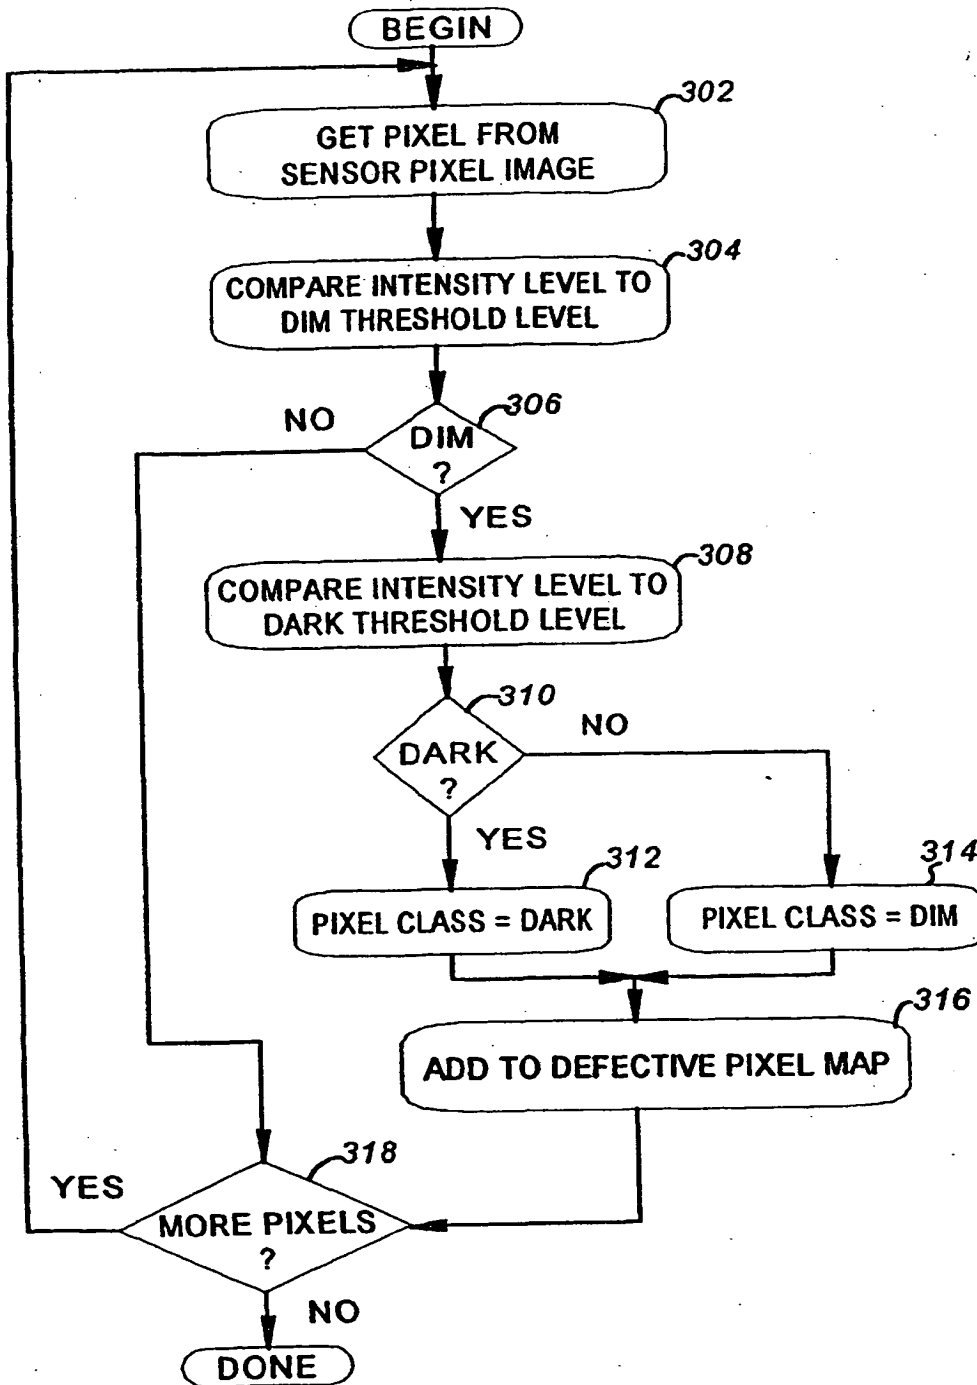 BEGIN
302
GET PIXEL FROM
SENSOR PIXEL IMAGE
304
COMPARE INTENSITY LEVEL TO
DIM THRESHOLD LEVEL
306
NO
DIM
?
YES
308
COMPARE INTENSITY LEVEL TO
DARK THRESHOLD LEVEL
310
NO
DARK
?
YES
312
314
PIXEL CLASS = DARK
PIXEL CLASS = DIM
316
ADD TO DEFECTIVE PIXEL MAP
318
YES
MORE PIXELS
?
NO
DONE